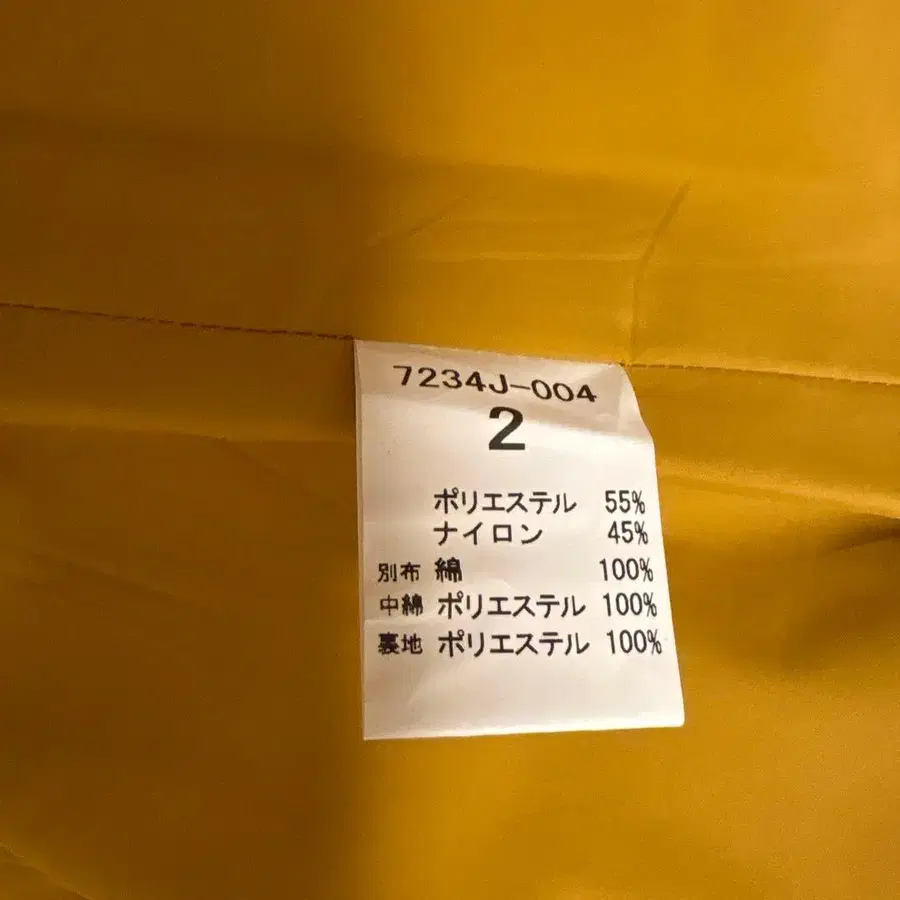 7234J-004
2
ポリエステル 55%
ナイロン 45%
別布 綿 100%
中綿 ポリエステル 100%
裏地 ポリエステル 100%